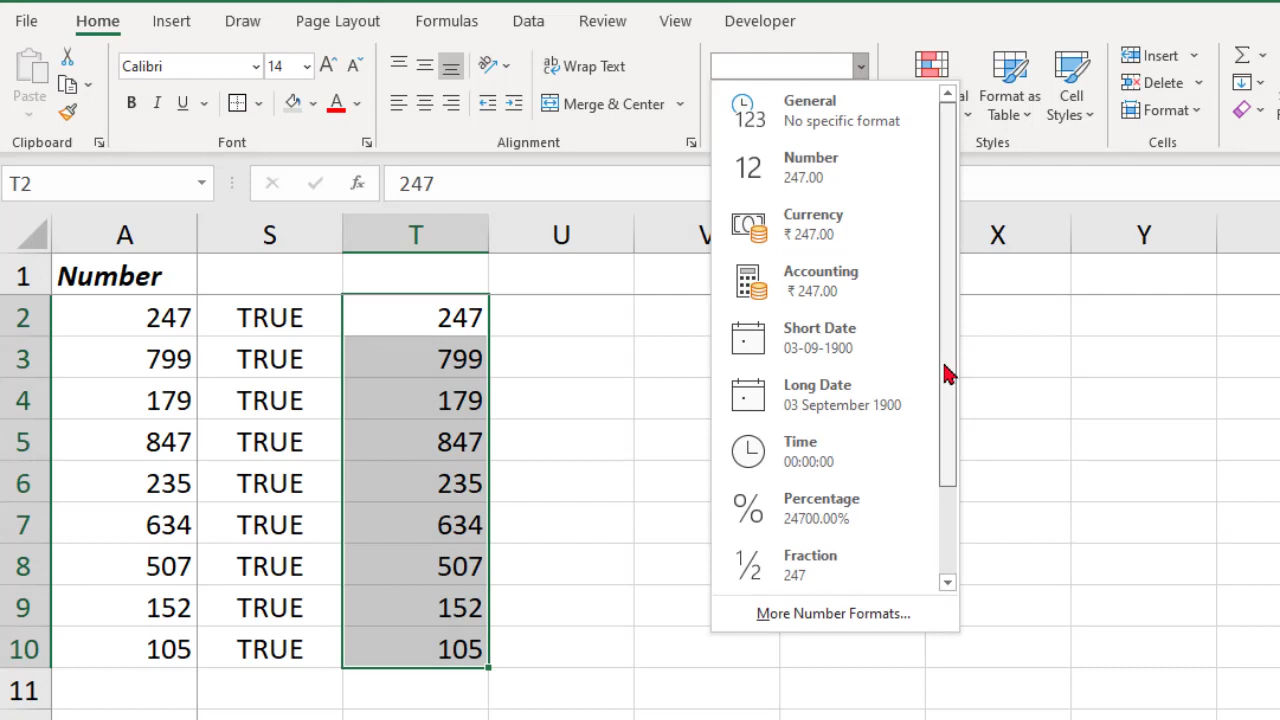 File Home Insert Draw Page Layout Formulas Data Review View Developer
Calibri 14 Wrap Text Insert
Paste B I U Merge & Center Format as Cell Delete
Table Styles Format
Clipboard Font Alignment Styles Cells
T2 fx 247
General
123 No specific format
12 Number
247.00
Currency
₹ 247.00
Accounting
₹ 247.00
Short Date
03-09-1900
Long Date
03 September 1900
Time
00:00:00
% Percentage
24700.00%
½ Fraction
247
More Number Formats...
A S T U V X Y
1 Number
2 247 TRUE 247
3 799 TRUE 799
4 179 TRUE 179
5 847 TRUE 847
6 235 TRUE 235
7 634 TRUE 634
8 507 TRUE 507
9 152 TRUE 152
10 105 TRUE 105
11